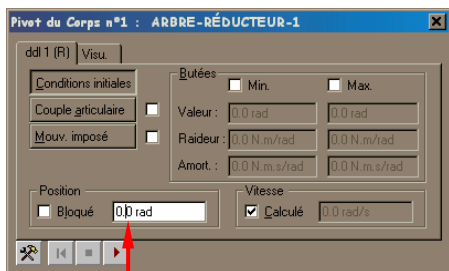 Pivot du Corps n°1 : ARBRE-RÉDUCTEUR-1
ddl 1 (R) Visu.
Conditions initiales
Couple articulaire
Mouv. imposé
Butées
Min. Max.
Valeur : 0.0 rad 0.0 rad
Raideur : 0.0 N.m/rad 0.0 N.m/rad
Amort. : 0.0 N.m.s/rad 0.0 N.m.s/rad
Position
Bloqué 0.0 rad
Vitesse
Calculé 0.0 rad/s